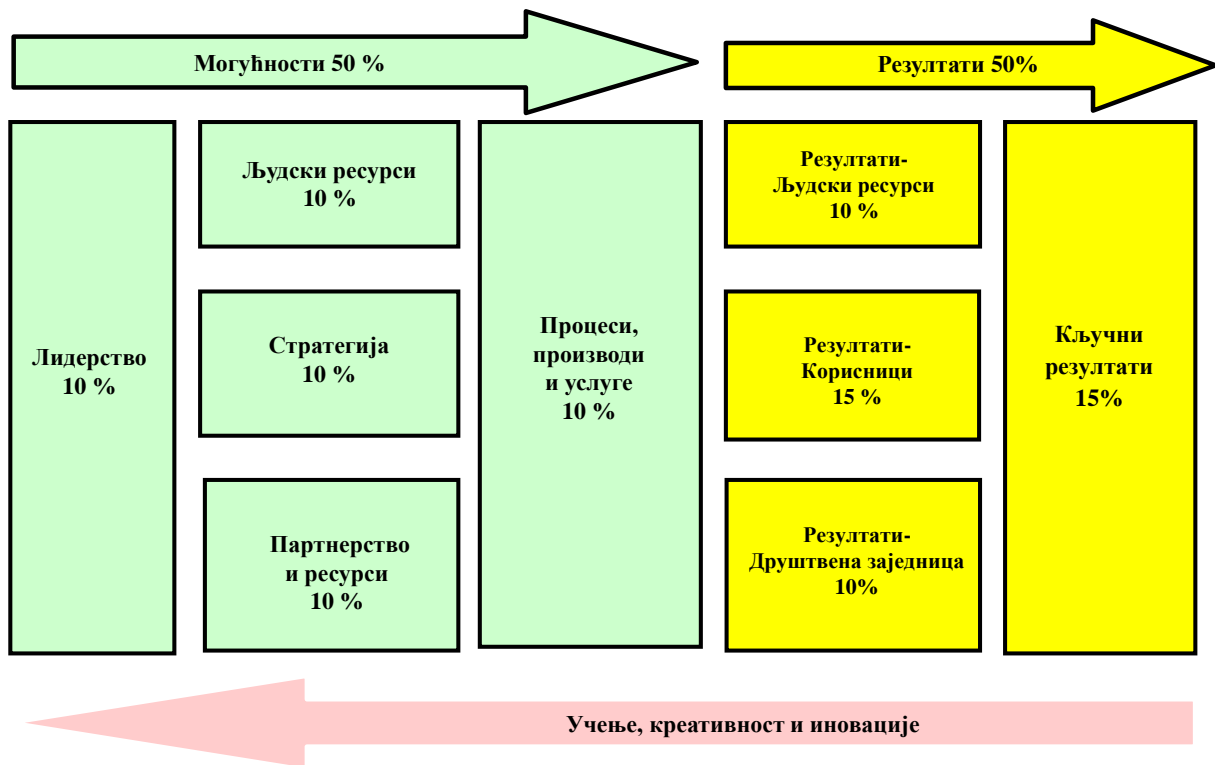 Могућности 50 %
Резултати 50%
Лидерство
10 %
Људски ресурси
10 %
Стратегија
10 %
Партнерство
и ресурси
10 %
Процеси,
производи
и услуге
10 %
Резултати-
Људски ресурси
10 %
Резултати-
Корисници
15 %
Резултати-
Друштвена заједница
10%
Кључни
резултати
15%
Учење, креативност и иновације